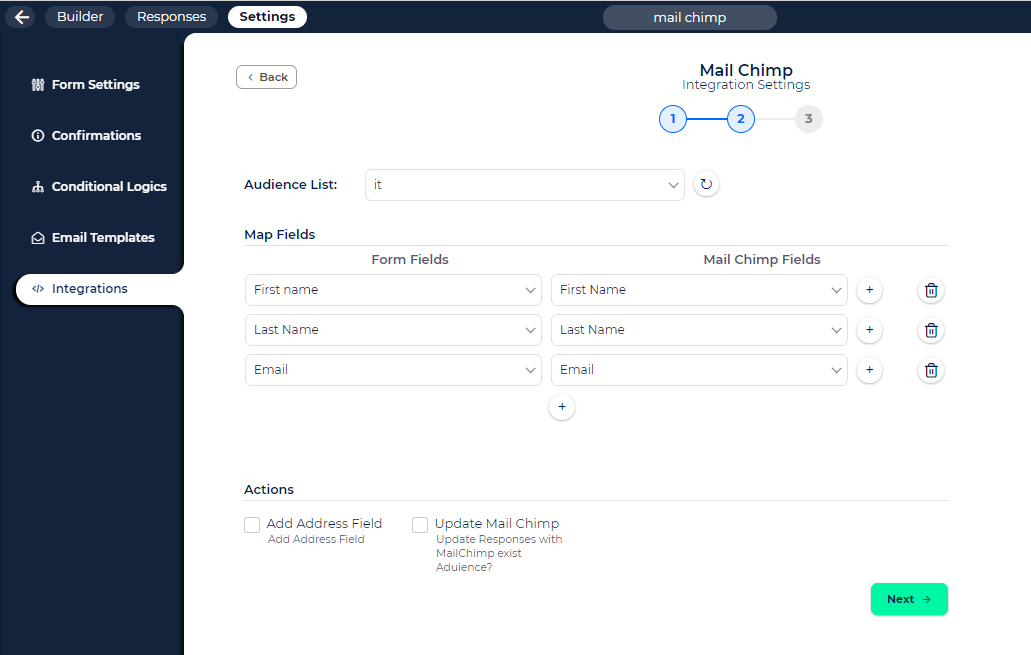 Builder
Responses
Settings
mail chimp
Form Settings
Confirmations
Conditional Logics
Email Templates
Integrations
Back
Mail Chimp
Integration Settings
1
2
3
Audience List:
it
Map Fields
Form Fields
Mail Chimp Fields
First name
First Name
Last Name
Last Name
Email
Email
Actions
Add Address Field
Add Address Field
Update Mail Chimp
Update Responses with
MailChimp exist
Aduience?
Next